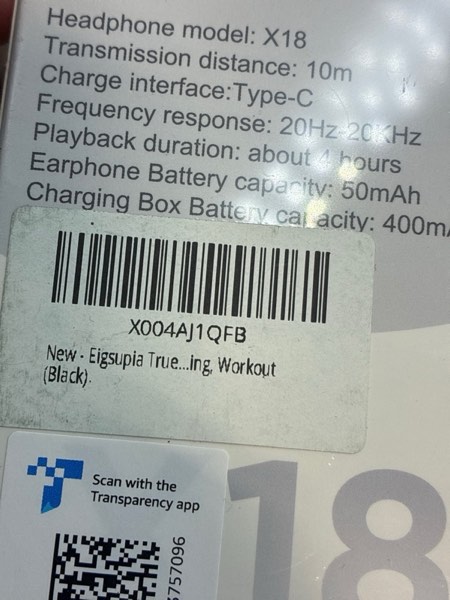 Headphone model: X18
Transmission distance: 10m
Charge interface:Type-C
Frequency response: 20Hz-20KHz
Playback duration: about 4 hours
Earphone Battery capacity: 50mAh
Charging Box Battery capacity: 400mA
X004AJ1QFB
New - Eigsupia True...ing, Workout
(Black).
Scan with the
Transparency app
5757096
18